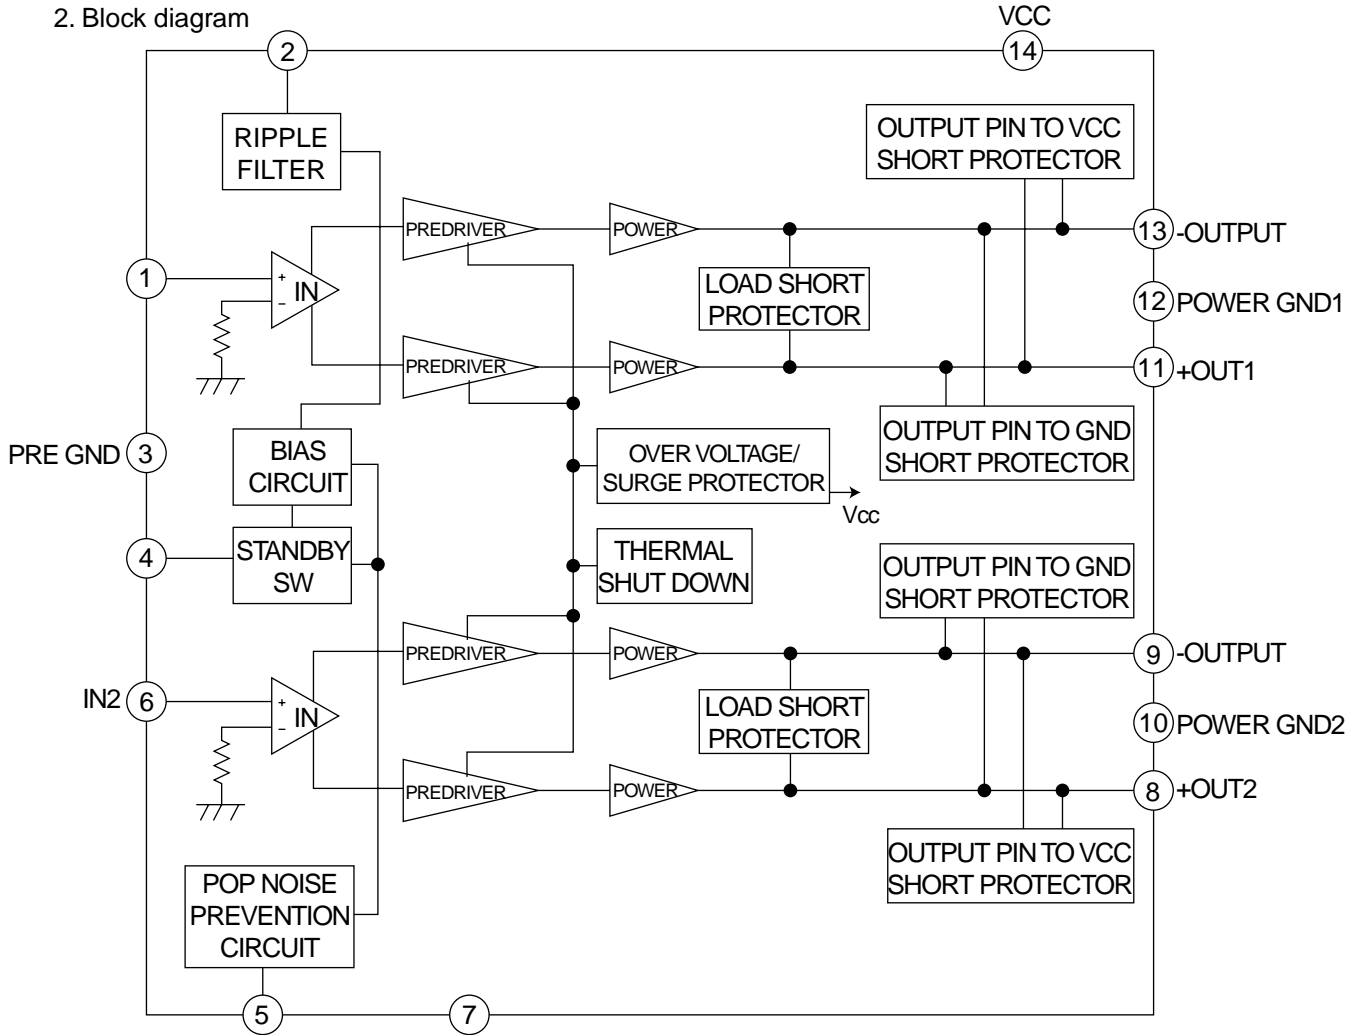 2. Block diagram
VCC
2
14
RIPPLE
FILTER
OUTPUT PIN TO VCC
SHORT PROTECTOR
PREDRIVER
POWER
13
-OUTPUT
1
+
IN
−
LOAD SHORT
PROTECTOR
12
POWER GND1
PREDRIVER
POWER
11
+OUT1
PRE GND
3
BIAS
CIRCUIT
OVER VOLTAGE/
SURGE PROTECTOR
Vcc
OUTPUT PIN TO GND
SHORT PROTECTOR
4
STANDBY
SW
THERMAL
SHUT DOWN
OUTPUT PIN TO GND
SHORT PROTECTOR
PREDRIVER
POWER
9
-OUTPUT
IN2
6
+
IN
−
LOAD SHORT
PROTECTOR
10
POWER GND2
PREDRIVER
POWER
8
+OUT2
OUTPUT PIN TO VCC
SHORT PROTECTOR
POP NOISE
PREVENTION
CIRCUIT
5
7